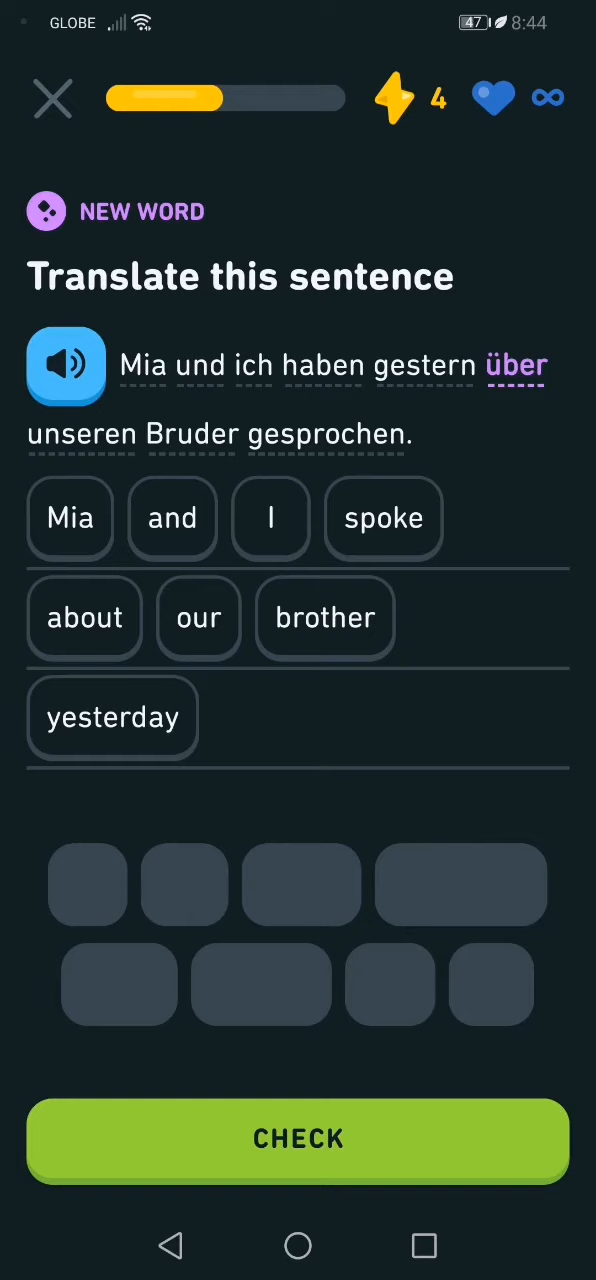 GLOBE 47 8:44
4 ∞
NEW WORD
Translate this sentence
Mia und ich haben gestern über
unseren Bruder gesprochen.
Mia and I spoke
about our brother
yesterday
CHECK